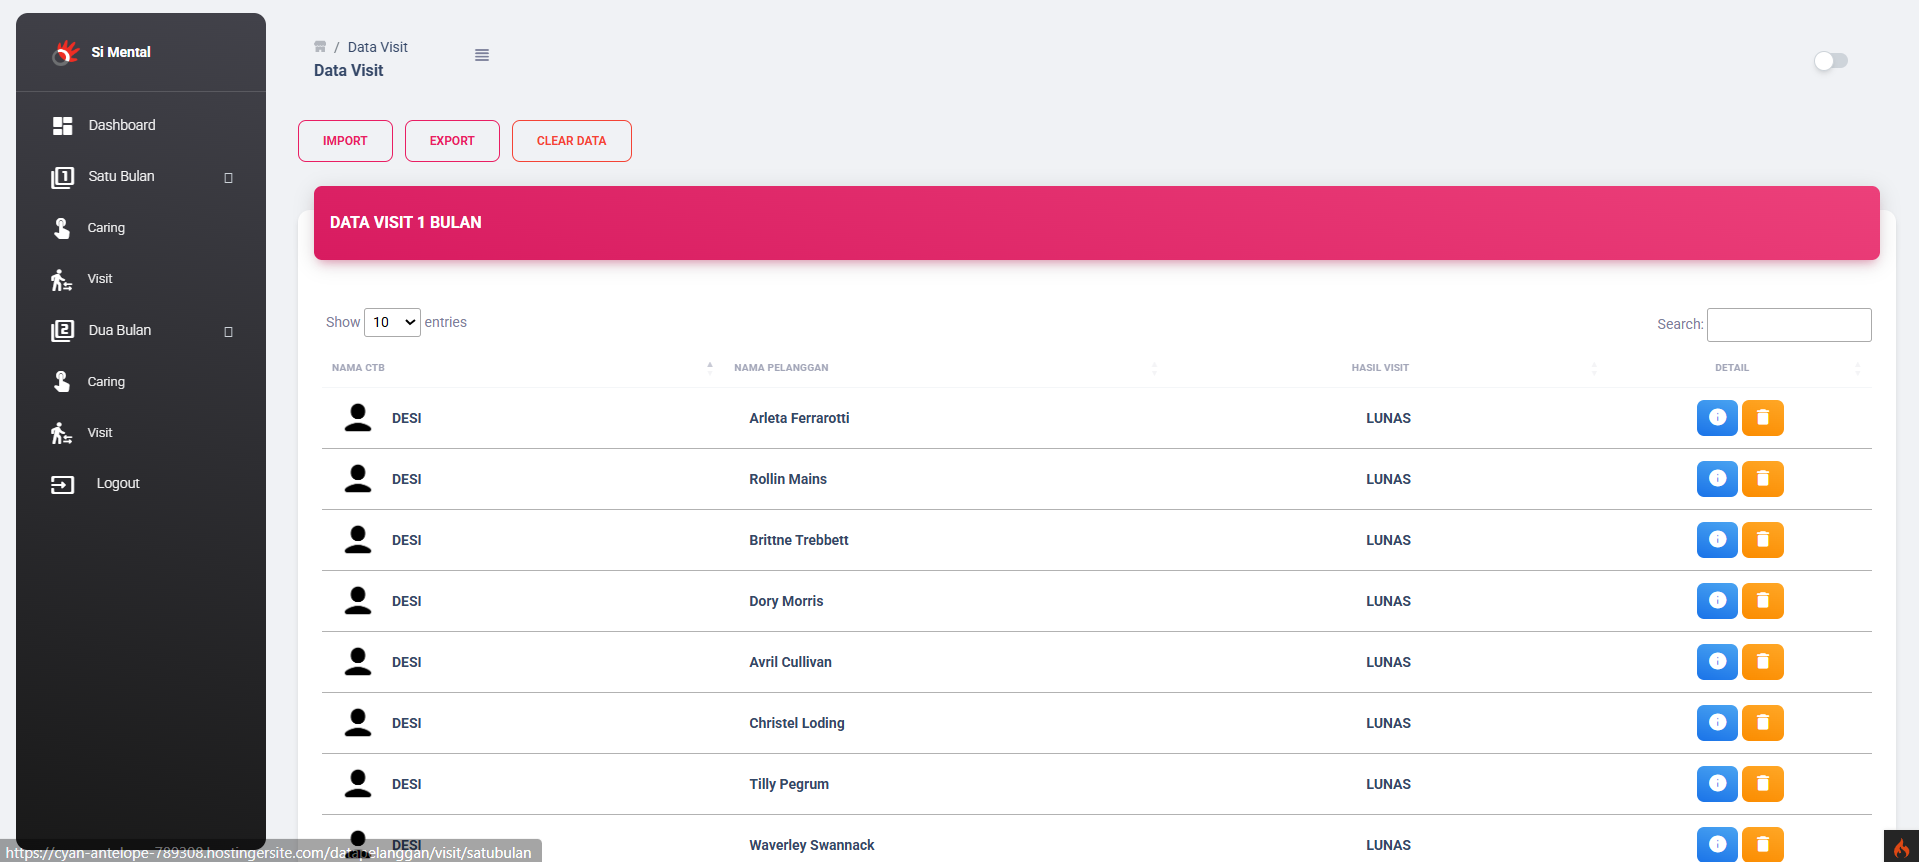 Si Mental
Dashboard
Satu Bulan
Caring
Visit
Dua Bulan
Caring
Visit
Logout
/ Data Visit
Data Visit
IMPORT EXPORT CLEAR DATA
DATA VISIT 1 BULAN
Show 10 entries
Search:
NAMA CTB NAMA PELANGGAN HASIL VISIT DETAIL
DESI Arleta Ferrarotti LUNAS
DESI Rollin Mains LUNAS
DESI Brittne Trebbett LUNAS
DESI Dory Morris LUNAS
DESI Avril Cullivan LUNAS
DESI Christel Loding LUNAS
DESI Tilly Pegrum LUNAS
DESI Waverley Swannack LUNAS
https://cyan-antelope-789308.hostingersite.com/datapelanggan/visit/satubulan